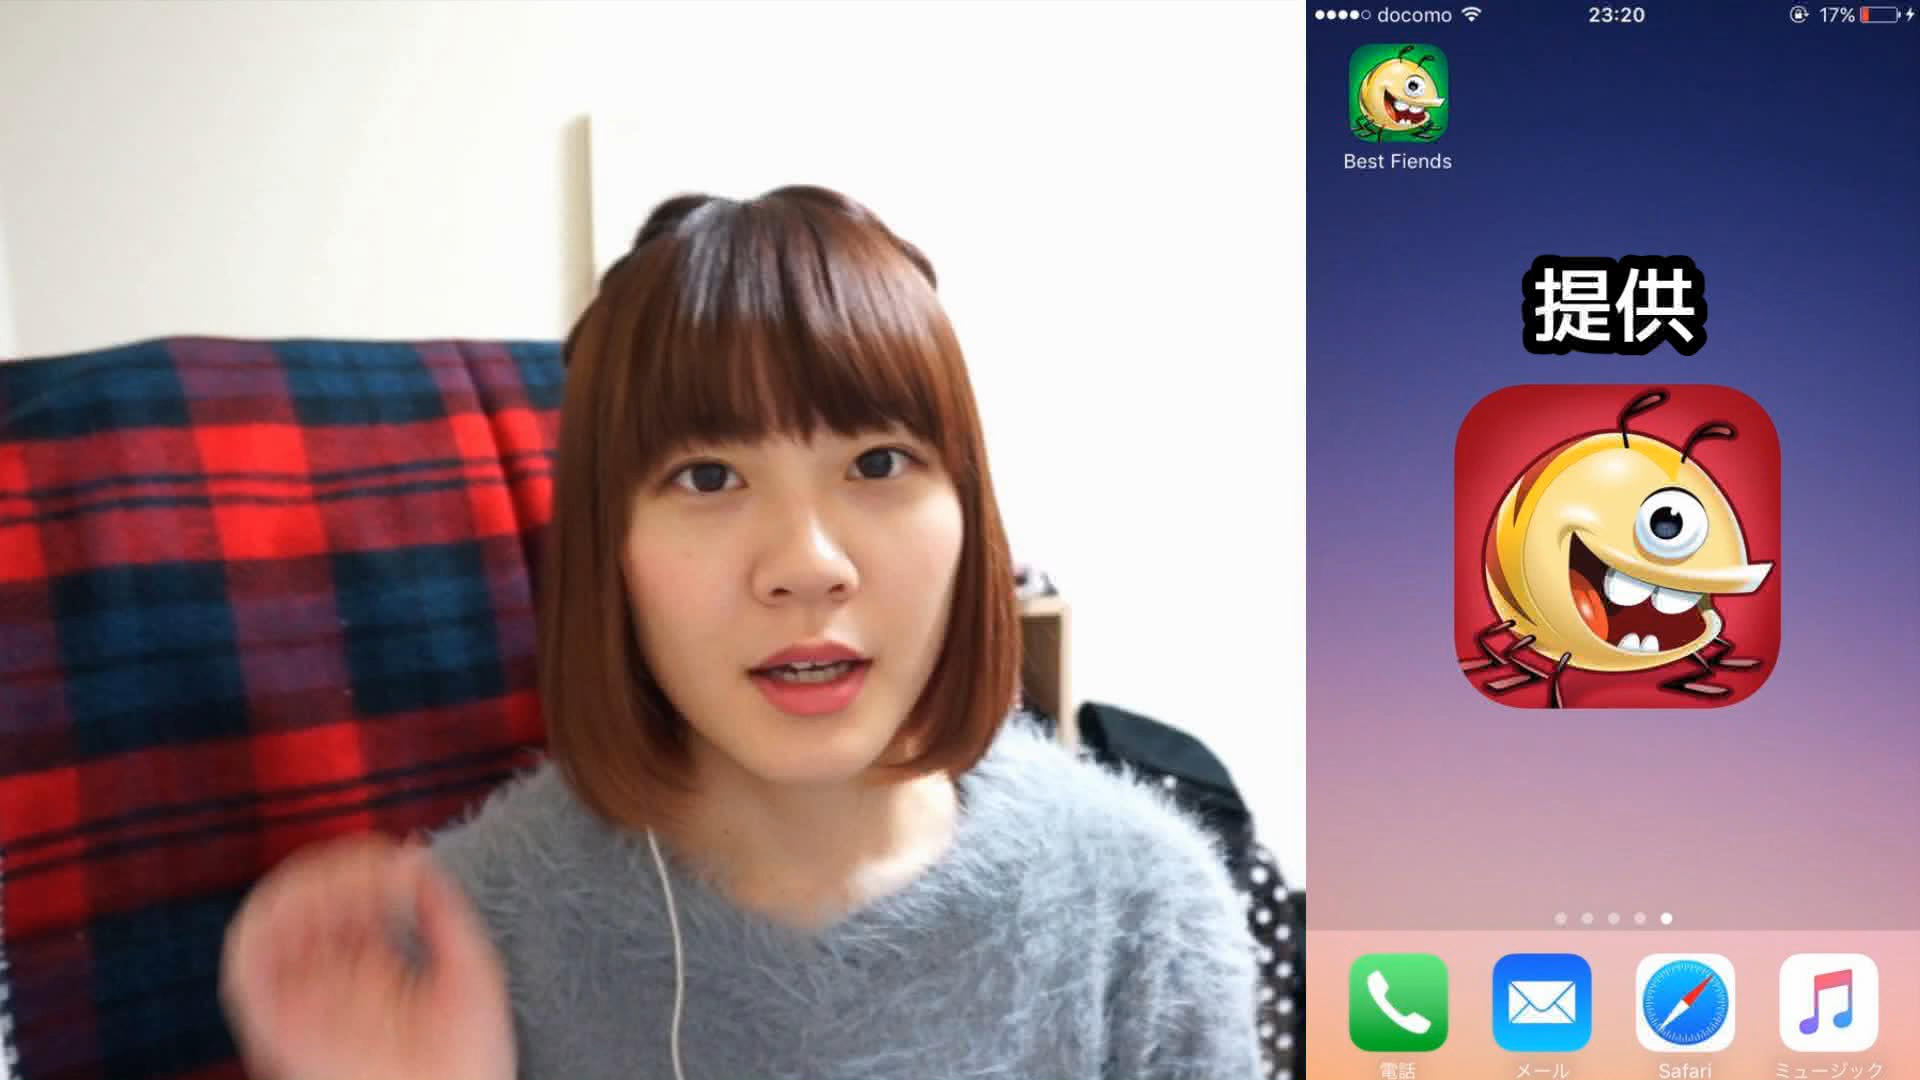 docomo
23:20
17%
Best Fiends
提供
電話
メール
Safari
ミュージック